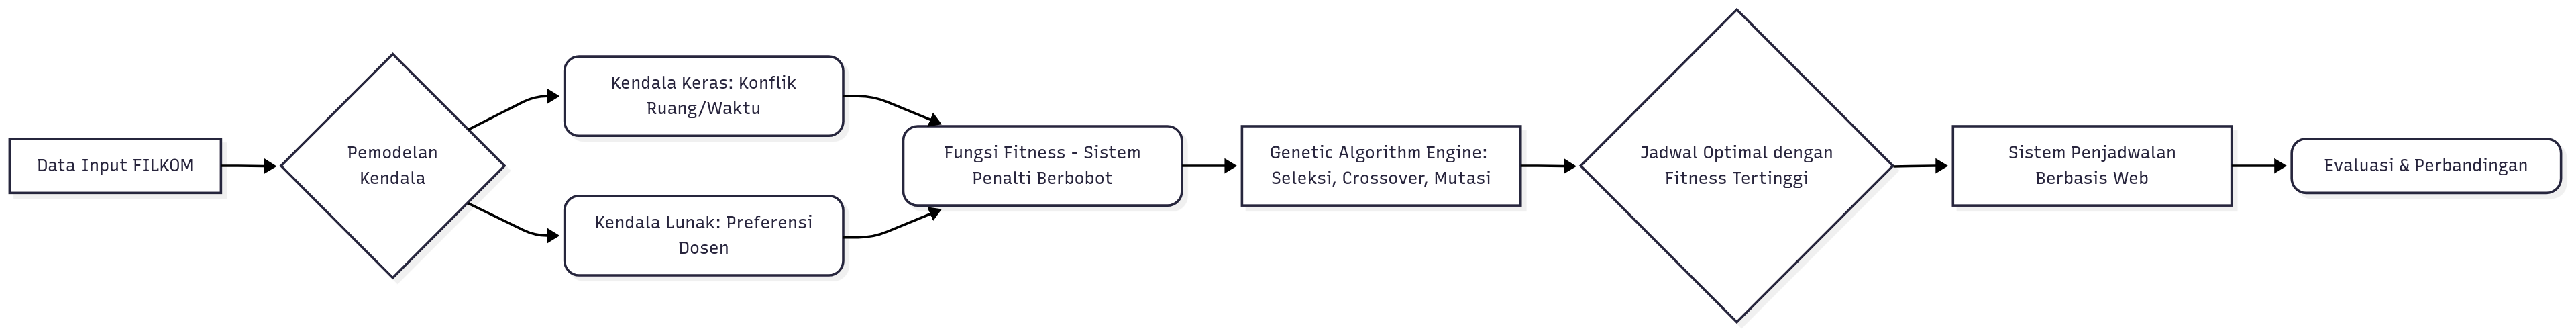 Data Input FILKOM
Pemodelan
Kendala
Kendala Keras: Konflik
Ruang/Waktu
Kendala Lunak: Preferensi
Dosen
Fungsi Fitness - Sistem
Penalti Berbobot
Genetic Algorithm Engine:
Seleksi, Crossover, Mutasi
Jadwal Optimal dengan
Fitness Tertinggi
Sistem Penjadwalan
Berbasis Web
Evaluasi & Perbandingan